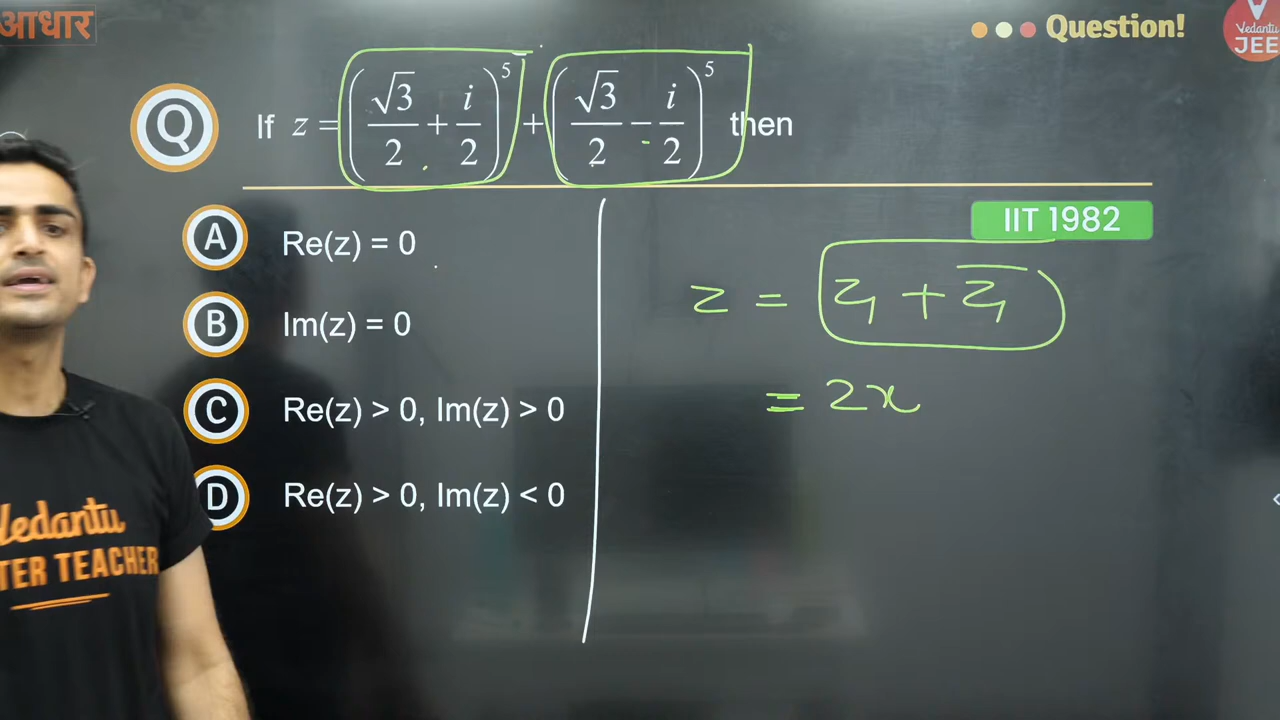 आधार
Question!
Vedantu
JEE
Q If z = (√3/2 + i/2)^5 + (√3/2 − i/2)^5 then
IIT 1982
A Re(z) = 0
B Im(z) = 0
C Re(z) > 0, Im(z) > 0
D Re(z) > 0, Im(z) < 0
z = z₁ + z̅₁
= 2x
Vedantu
TER TEACHER